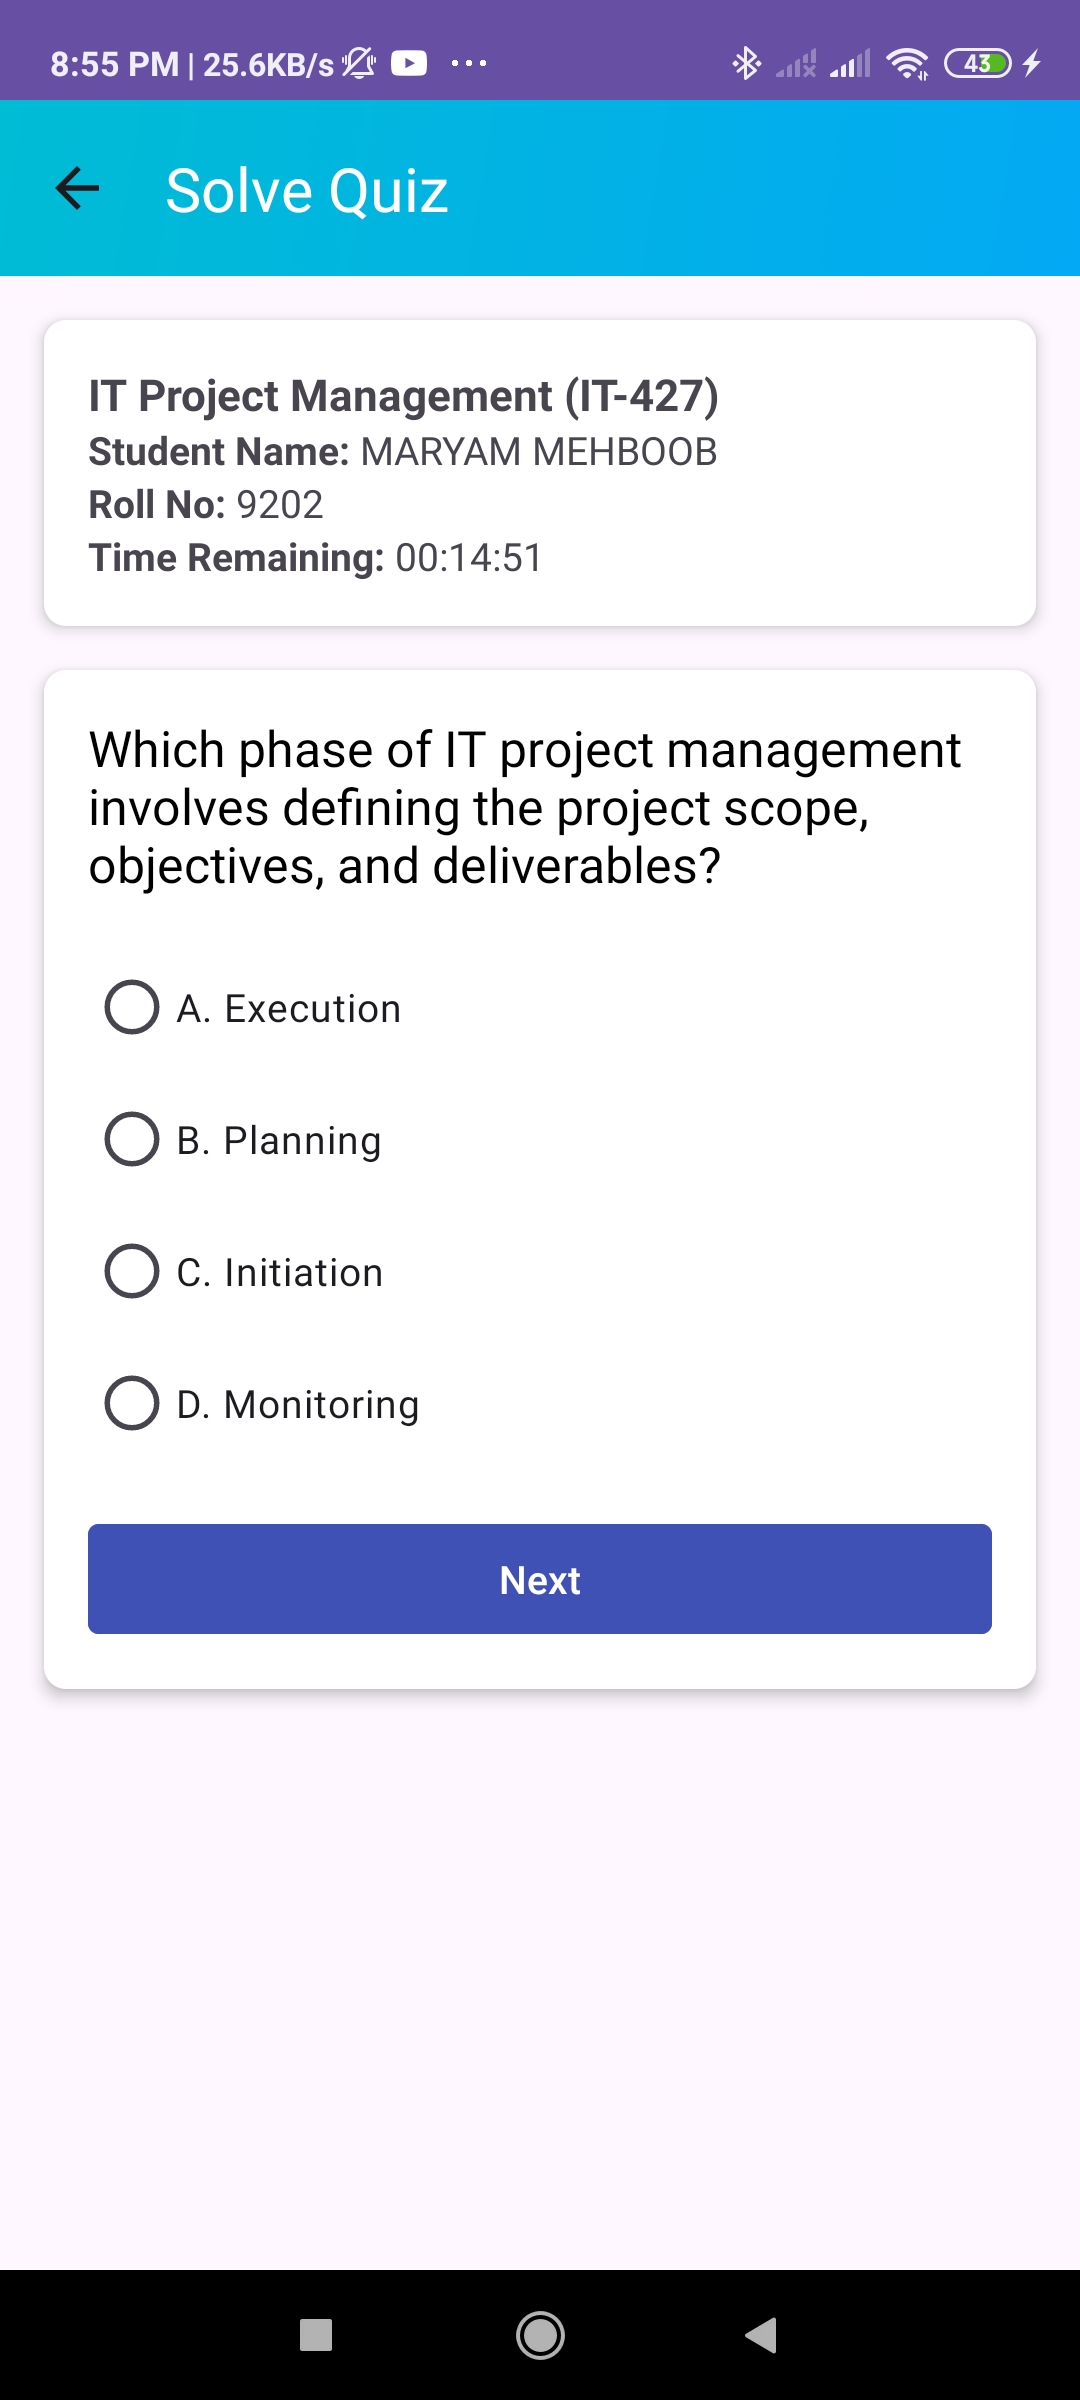 8:55 PM | 25.6KB/s ... 43
Solve Quiz
IT Project Management (IT-427)
Student Name: MARYAM MEHBOOB
Roll No: 9202
Time Remaining: 00:14:51
Which phase of IT project management
involves defining the project scope,
objectives, and deliverables?
A. Execution
B. Planning
C. Initiation
D. Monitoring
Next